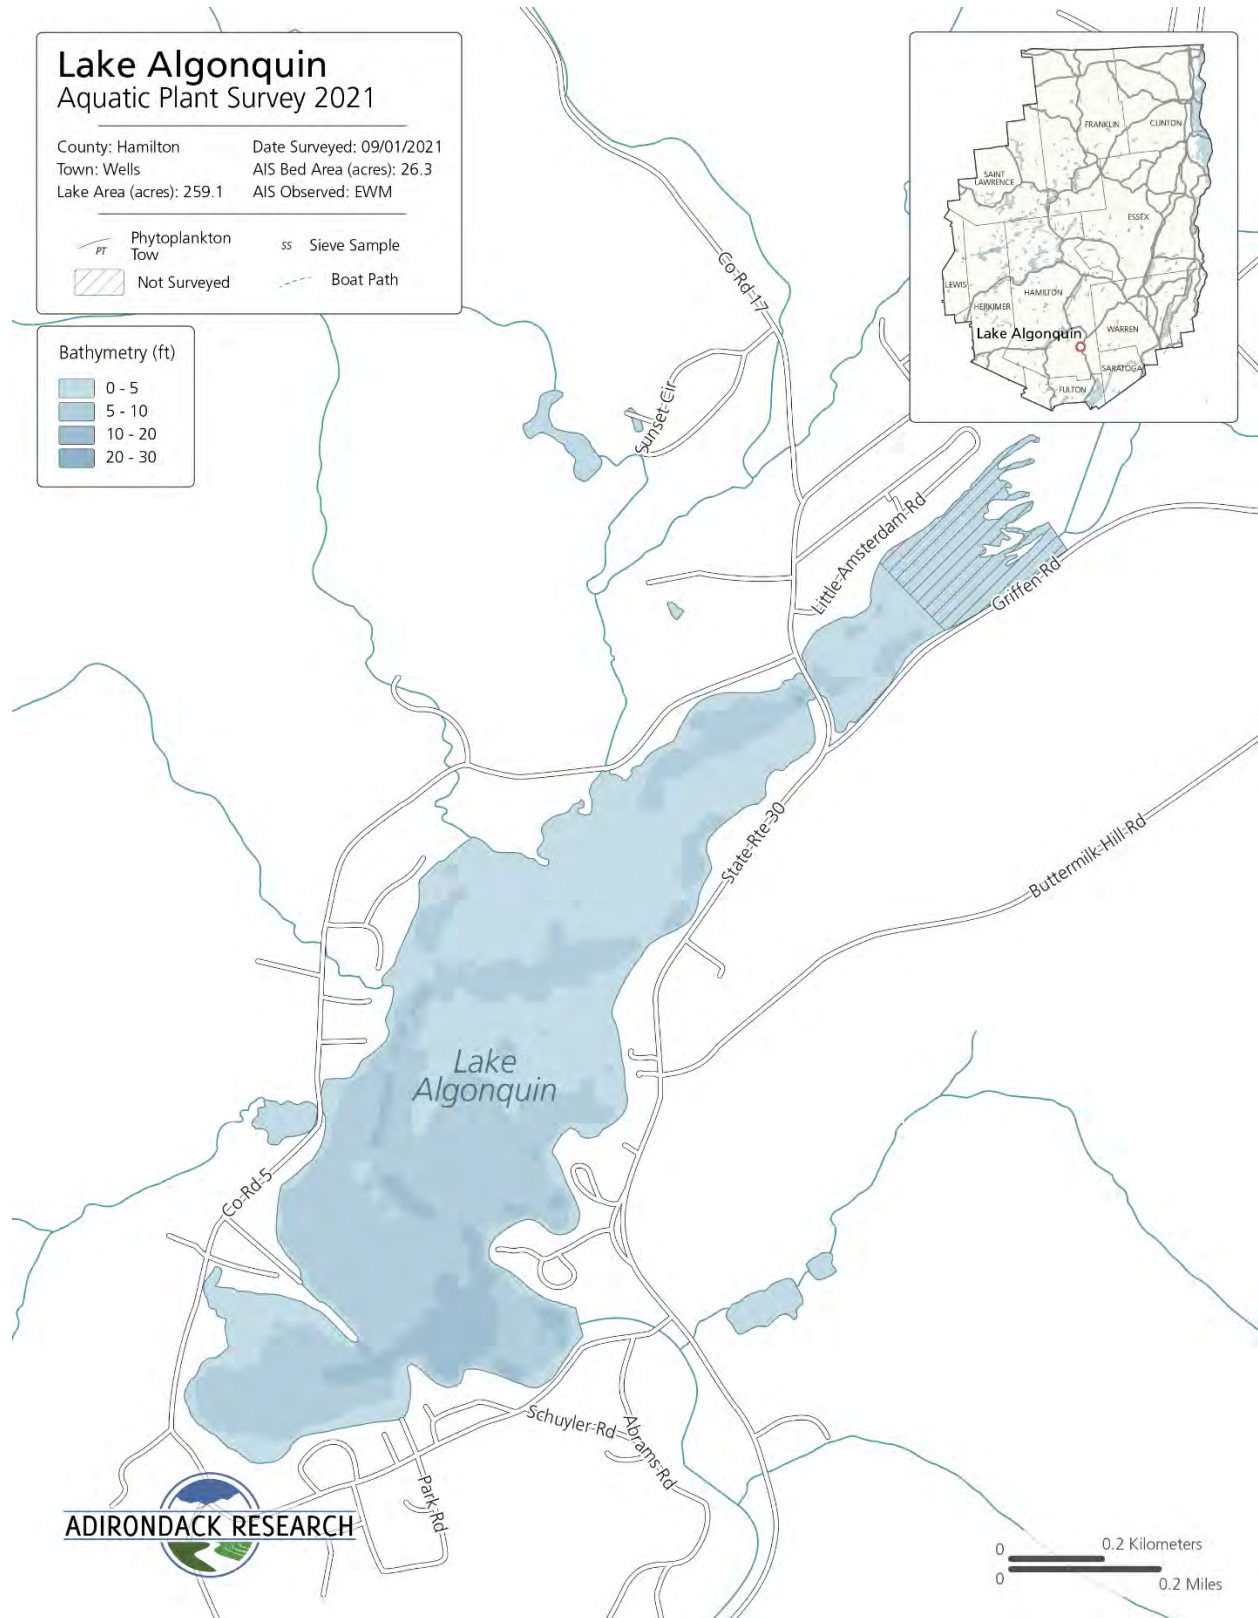 Lake Algonquin
Aquatic Plant Survey 2021
County: Hamilton
Date Surveyed: 09/01/2021
Town: Wells
AIS Bed Area (acres): 26.3
Lake Area (acres): 259.1
AIS Observed: EWM
PT
Phytoplankton
Tow
SS
Sieve Sample
Not Surveyed
Boat Path
Bathymetry (ft)
0 - 5
5 - 10
10 - 20
20 - 30
FRANKLIN
CLINTON
SAINT
LAWRENCE
ESSEX
LEWIS
HAMILTON
HERKIMER
Lake Algonquin
WARREN
SARATOGA
FULTON
Co-Rd-17
Sunset-Cir
Little-Amsterdam-Rd
Griffen-Rd
State-Rte-30
Buttermilk-Hill-Rd
Lake
Algonquin
Co-Rd-5
Schuyler-Rd
Abrams-Rd
Park-Rd
ADIRONDACK RESEARCH
0
0.2 Kilometers
0
0.2 Miles